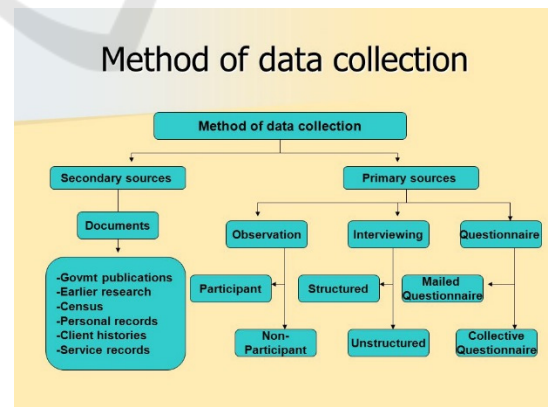 Method of data collection
Method of data collection
Secondary sources
Primary sources
Documents
Observation
Interviewing
Questionnaire
-Govmt publications
-Earlier research
-Census
-Personal records
-Client histories
-Service records
Participant
Structured
Mailed
Questionnaire
Non-
Participant
Unstructured
Collective
Questionnaire